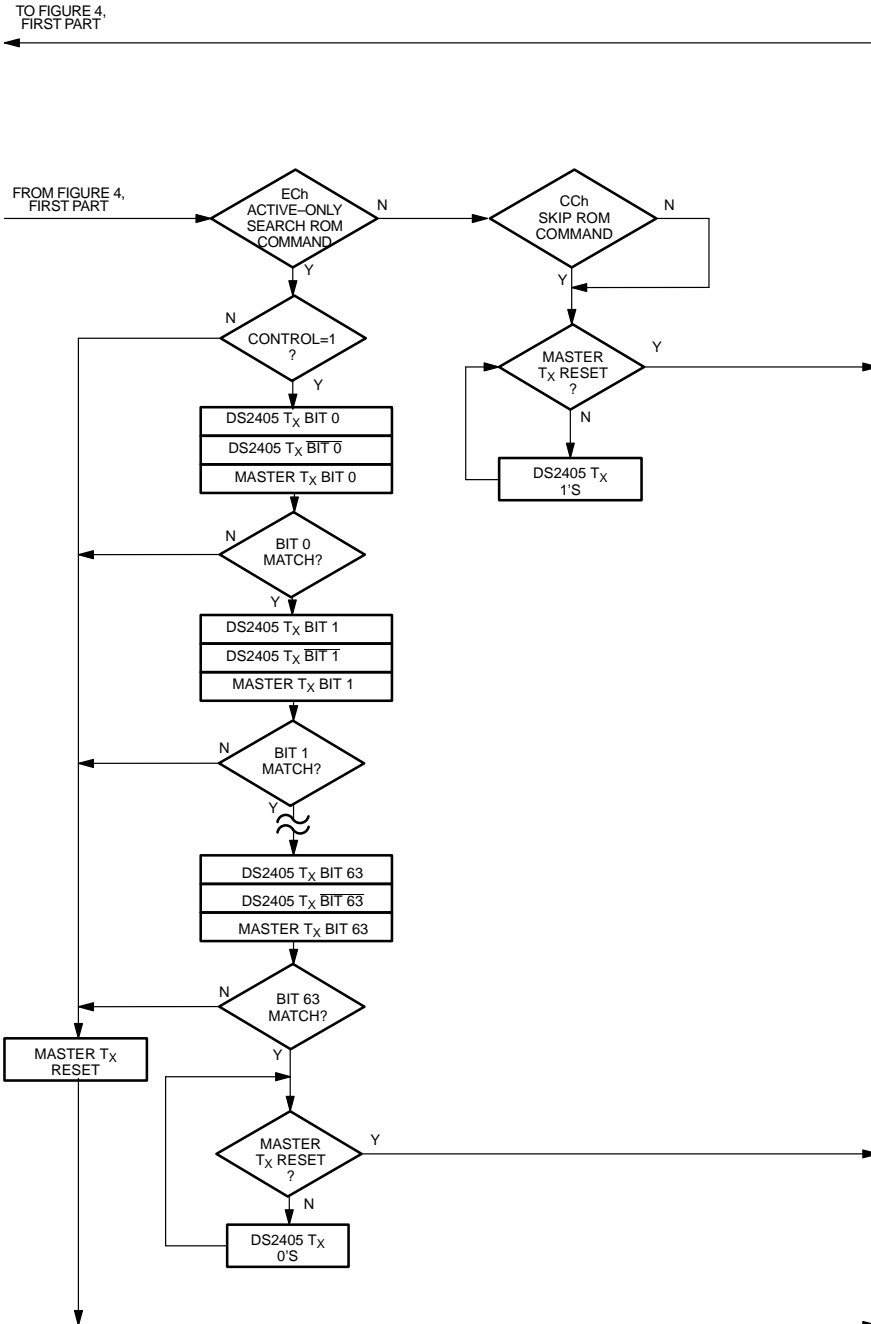 TO FIGURE 4,
FIRST PART
FROM FIGURE 4,
FIRST PART
ECh
ACTIVE–ONLY
SEARCH ROM
COMMAND
N
Y
CCh
SKIP ROM
COMMAND
N
Y
N
CONTROL=1
?
Y
MASTER
TX RESET
?
Y
N
DS2405 TX
1'S
DS2405 TX BIT 0
DS2405 TX B̅I̅T̅ ̅0̅
MASTER TX BIT 0
N
BIT 0
MATCH?
Y
DS2405 TX BIT 1
DS2405 TX B̅I̅T̅ ̅1̅
MASTER TX BIT 1
N
BIT 1
MATCH?
Y
DS2405 TX BIT 63
DS2405 TX B̅I̅T̅ ̅6̅3̅
MASTER TX BIT 63
N
BIT 63
MATCH?
Y
MASTER TX
RESET
MASTER
TX RESET
?
Y
N
DS2405 TX
0'S